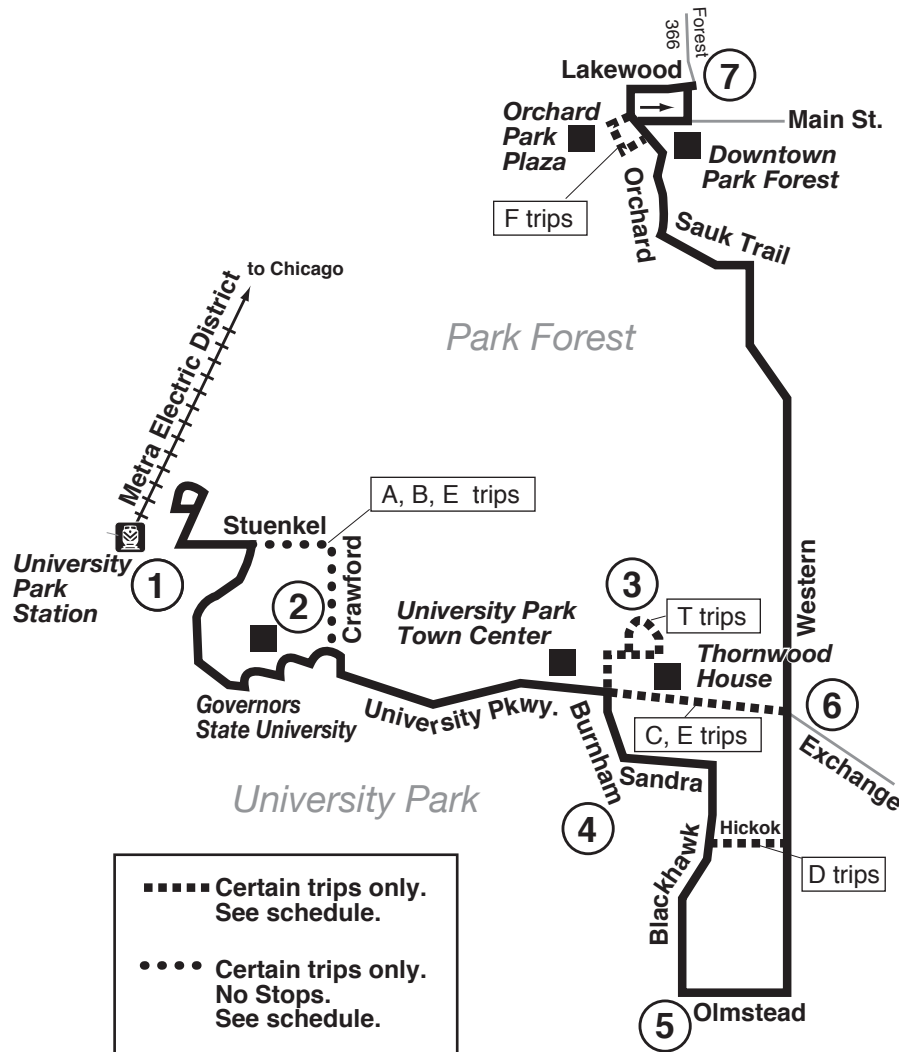 Forest
366
Lakewood
7
Main St.
Orchard
Park
Plaza
Downtown
Park Forest
F trips
Orchard
Sauk Trail
to Chicago
Metra Electric District
Park Forest
A, B, E trips
Stuenkel
University
Park
Station
1
2
Crawford
Western
3
University Park
Town Center
T trips
Thornwood
House
6
Governors
State University
University Pkwy.
Burnham
C, E trips
Exchange
Sandra
University Park
4
Hickok
Blackhawk
D trips
Certain trips only.
See schedule.
Certain trips only.
No Stops.
See schedule.
5
Olmstead